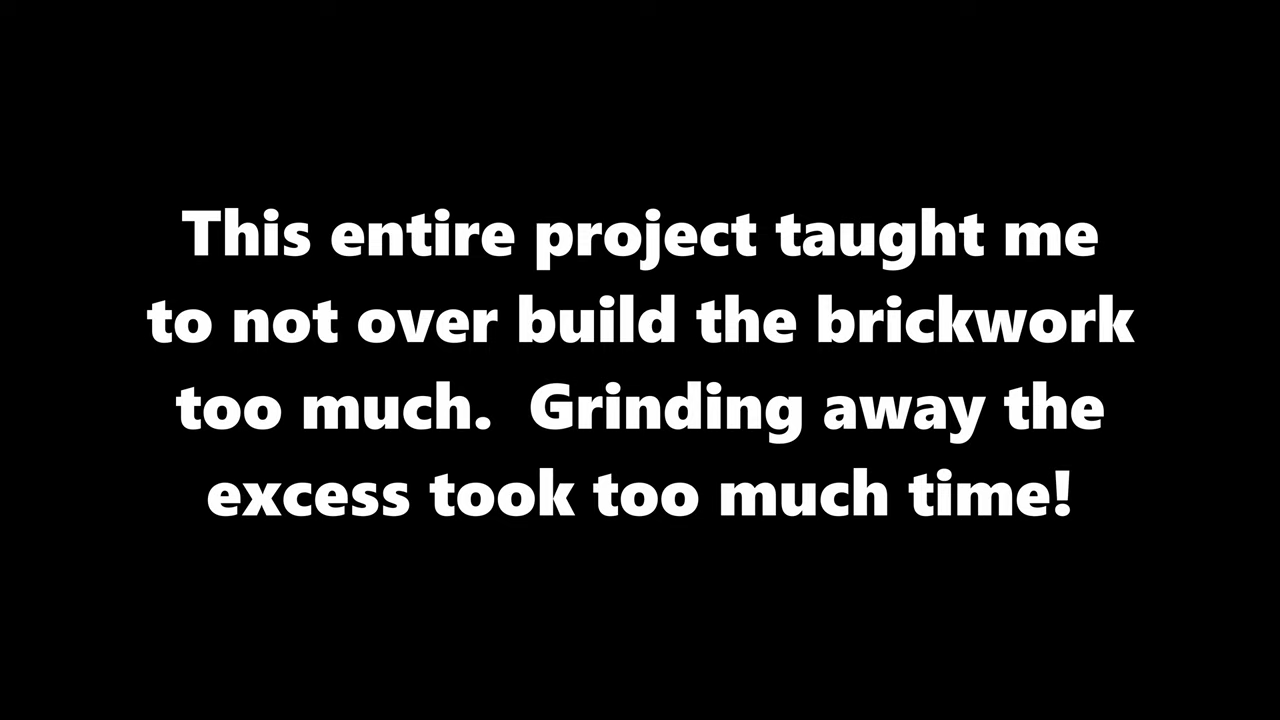 This entire project taught me
to not over build the brickwork
too much.  Grinding away the
excess took too much time!